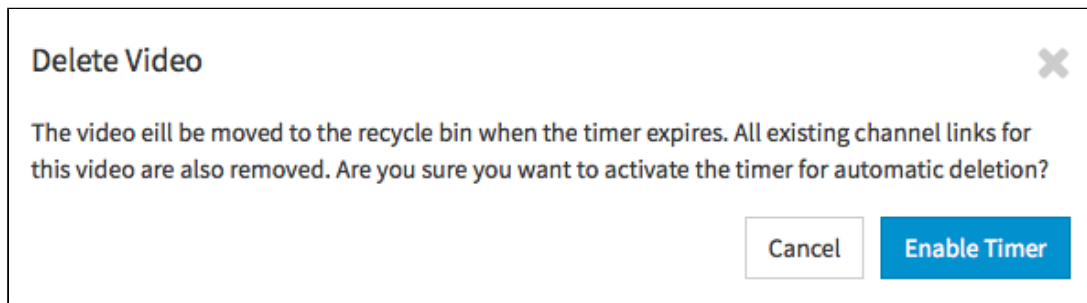 Delete Video
The video eill be moved to the recycle bin when the timer expires. All existing channel links for
this video are also removed. Are you sure you want to activate the timer for automatic deletion?
Cancel
Enable Timer